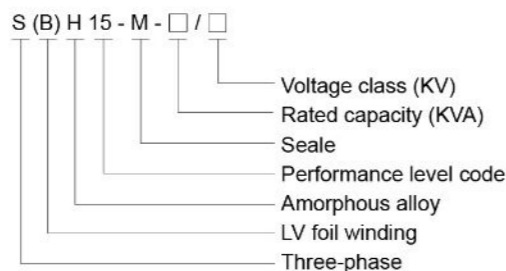 S (B) H 15 - M - □ / □
Voltage class (KV)
Rated capacity (KVA)
Seale
Performance level code
Amorphous alloy
LV foil winding
Three-phase